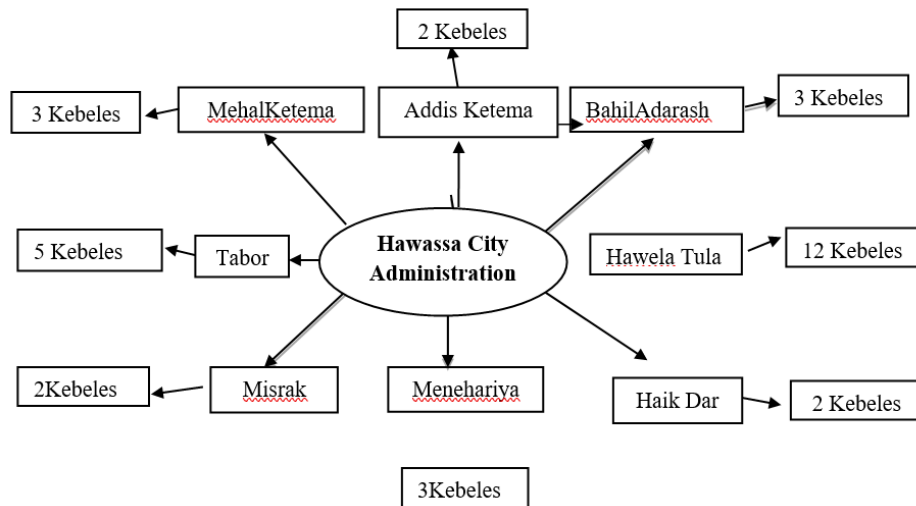 2 Kebeles
3 Kebeles
MehalKetema
Addis Ketema
BahilAdarash
3 Kebeles
5 Kebeles
Tabor
Hawassa City
Administration
Hawela Tula
12 Kebeles
2Kebeles
Misrak
Menehariya
Haik Dar
2 Kebeles
3Kebeles